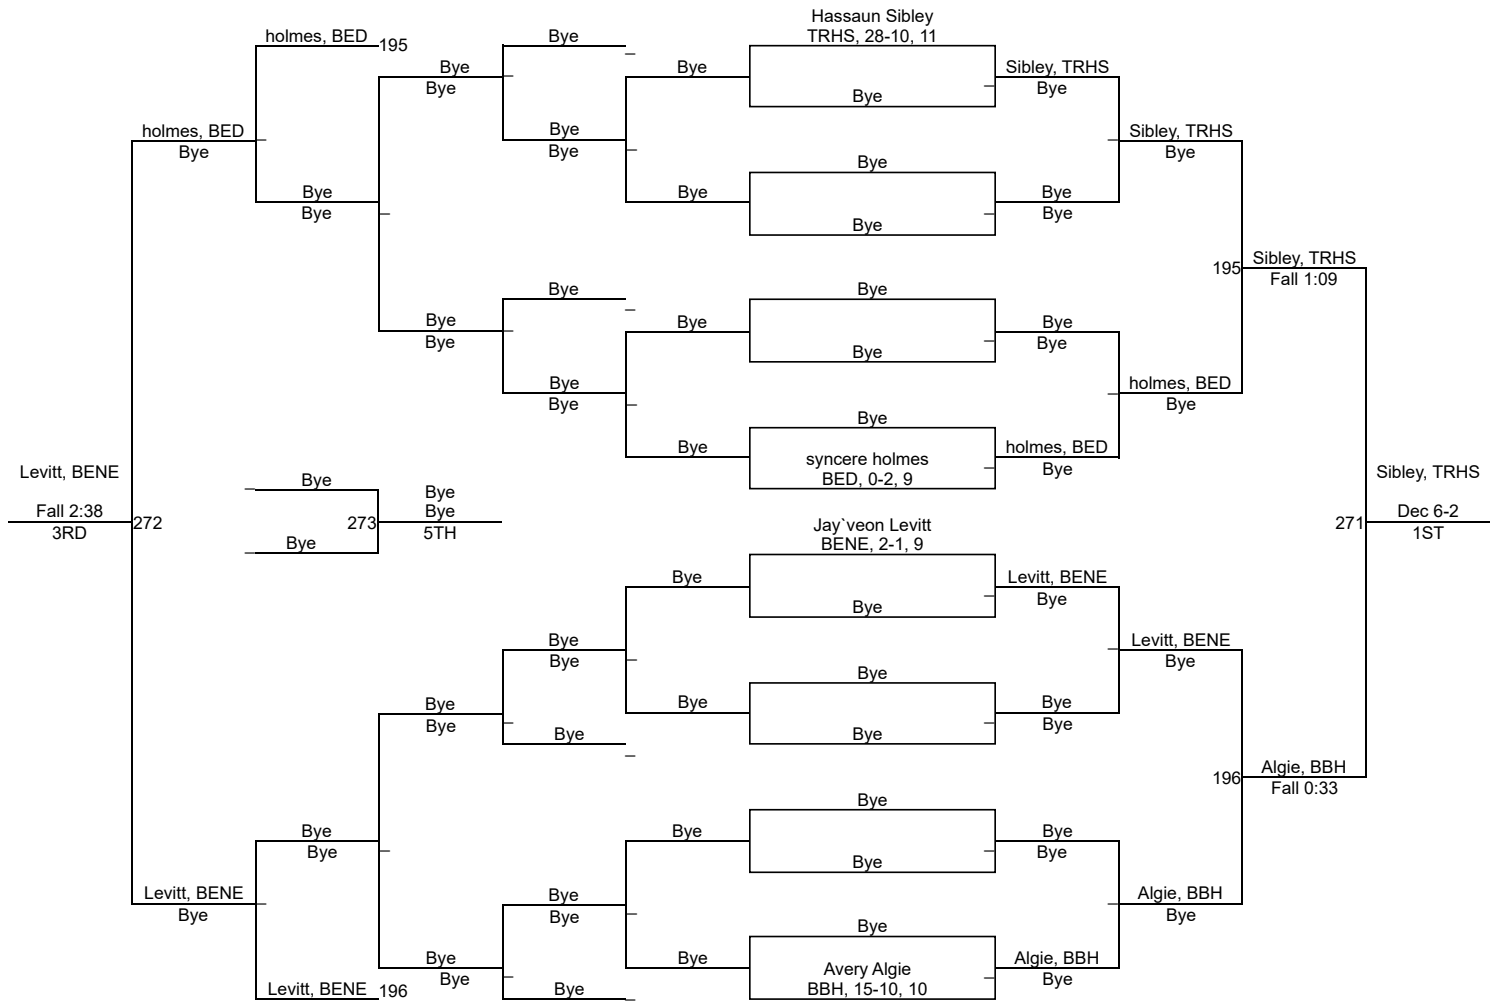 Hassaun Sibley
holmes, BED
195
Bye
TRHS, 28-10, 11
Bye
Bye
Sibley, TRHS
Bye
Bye
Bye
holmes, BED
Bye
Sibley, TRHS
Bye
Bye
Bye
Bye
Bye
Bye
Bye
Bye
Bye
Bye
Bye
195
Sibley, TRHS
Fall 1:09
Bye
Bye
Bye
Bye
Bye
Bye
Bye
Bye
Bye
Bye
holmes, BED
Bye
Bye
Bye
Bye
holmes, BED
syncere holmes
BED, 0-2, 9
Bye
Levitt, BENE
Fall 2:38
3RD
272
Bye
Bye
273
Bye
Bye
5TH
Sibley, TRHS
271
Dec 6-2
1ST
Jay`veon Levitt
BENE, 2-1, 9
Bye
Levitt, BENE
Bye
Bye
Bye
Bye
Levitt, BENE
Bye
Bye
Bye
Bye
Bye
Bye
Bye
Bye
Bye
Bye
196
Algie, BBH
Fall 0:33
Bye
Bye
Bye
Bye
Bye
Bye
Bye
Levitt, BENE
Bye
Bye
Bye
Algie, BBH
Bye
Bye
Bye
Bye
Bye
Avery Algie
BBH, 15-10, 10
Algie, BBH
Bye
Levitt, BENE
196
Bye